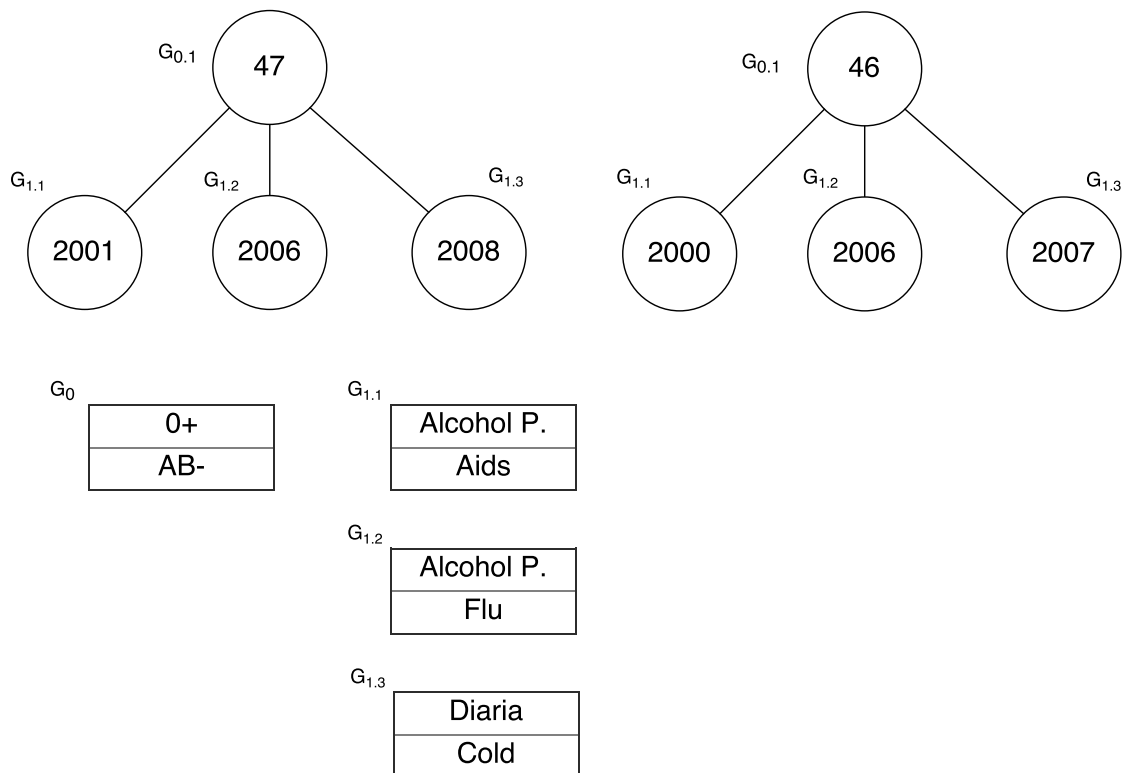 G0.1
47
G1.1
2001
G1.2
2006
G1.3
2008
G0.1
46
G1.1
2000
G1.2
2006
G1.3
2007
G0
0+
AB-
G1.1
Alcohol P.
Aids
G1.2
Alcohol P.
Flu
G1.3
Diaria
Cold